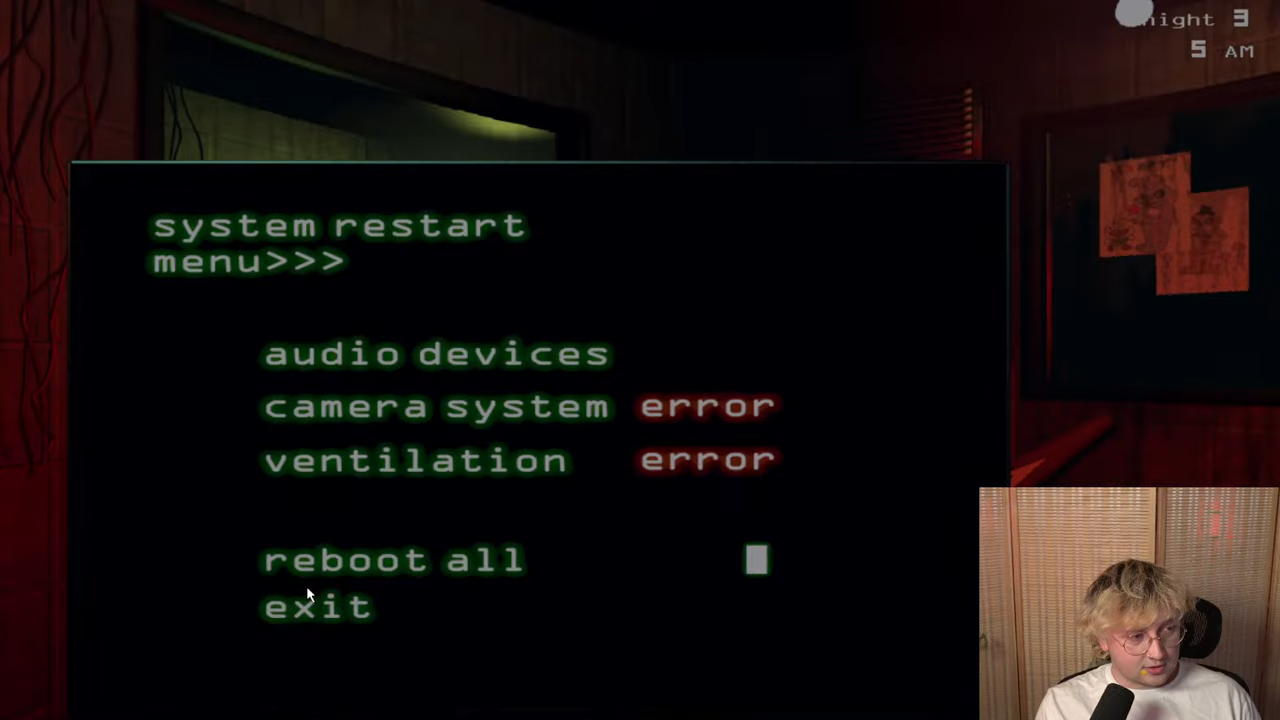 night 3
5 AM
system restart
menu>>>
audio devices
camera system error
ventilation error
reboot all
exit